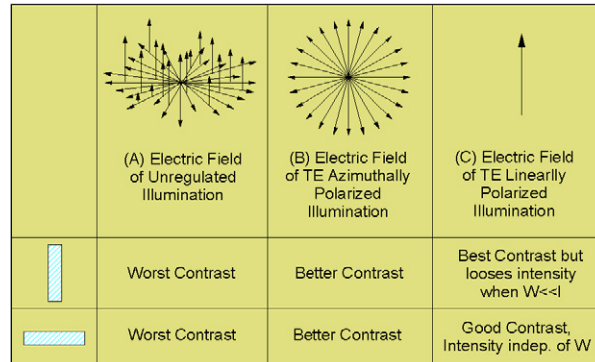 (A) Electric Field
of Unregulated
Illumination
(B) Electric Field
of TE Azimuthally
Polarized
Illumination
(C) Electric Field
of TE Linearlly
Polarized
Illumination
Worst Contrast
Better Contrast
Best Contrast but
looses intensity
when W<<l
Worst Contrast
Better Contrast
Good Contrast,
Intensity indep. of W